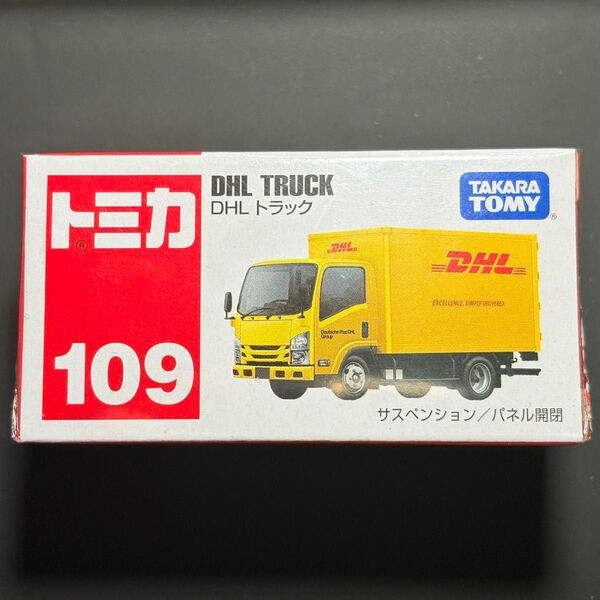 トミカ
®
109
DHL TRUCK
DHL トラック
TAKARA
TOMY
®
DHL
DHL
EXCELLENCE. SIMPLY DELIVERED.
Deutsche Post DHL
Group
サスペンション／パネル開閉